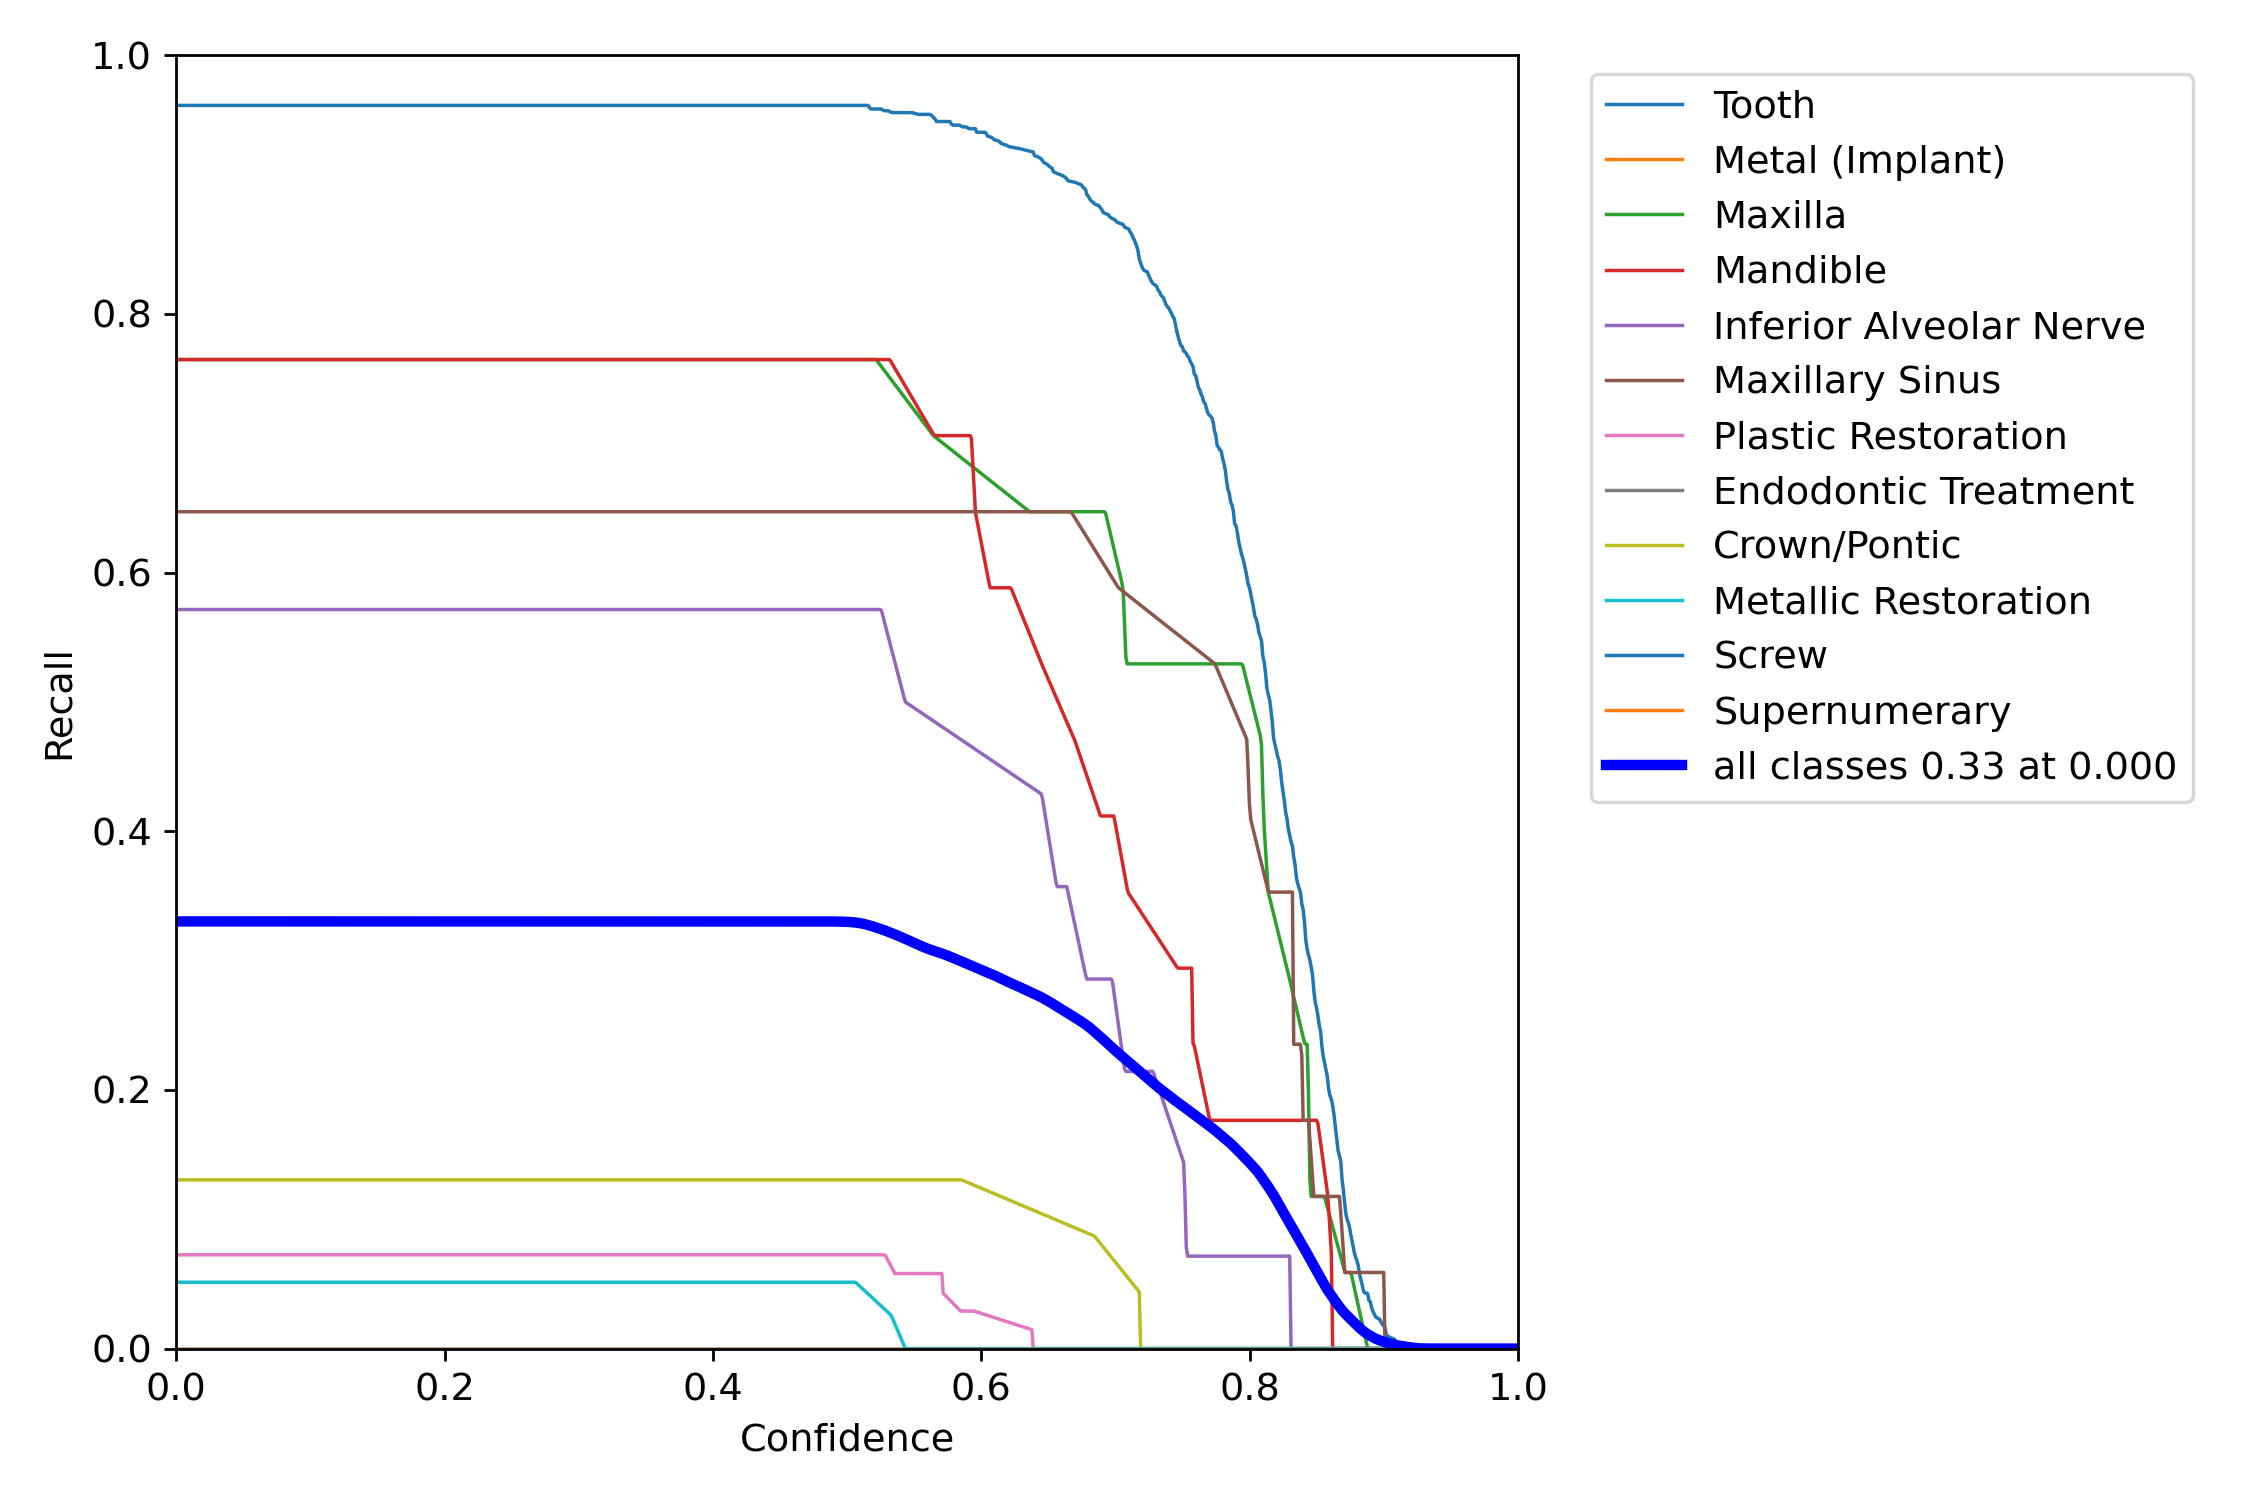 1.0
0.8
0.6
0.4
0.2
0.0
Recall
0.0 0.2 0.4 0.6 0.8 1.0
Confidence
Tooth
Metal (Implant)
Maxilla
Mandible
Inferior Alveolar Nerve
Maxillary Sinus
Plastic Restoration
Endodontic Treatment
Crown/Pontic
Metallic Restoration
Screw
Supernumerary
all classes 0.33 at 0.000